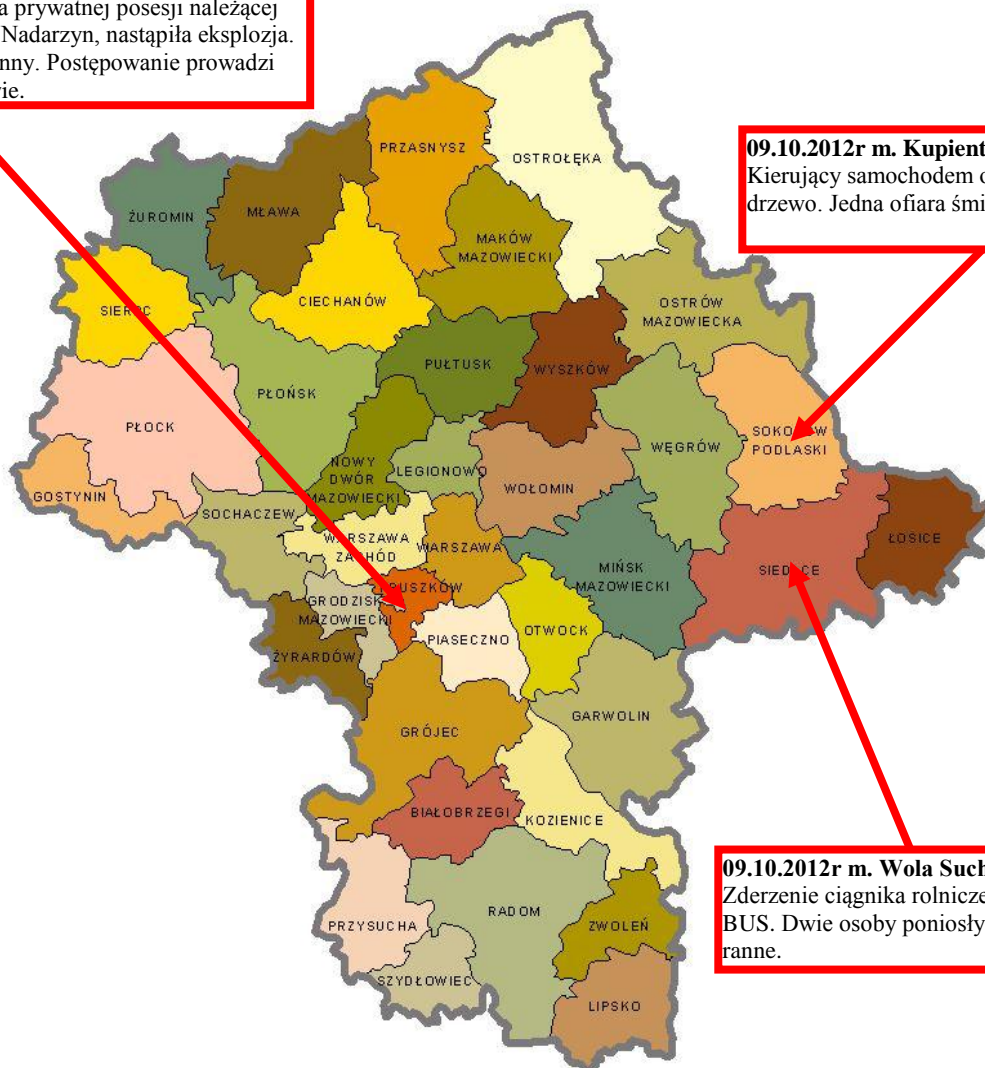 a prywatnej posesji należącej
Nadarzyn, nastąpiła eksplozja.
nny. Postępowanie prowadzi
ie.
09.10.2012r m. Kupient
Kierujący samochodem o
drzewo. Jedna ofiara śmi
PRZASNYSZ
OSTROŁĘKA
ŻUROMIN
MŁAWA
MAKÓW
MAZOWIECKI
CIECHANÓW
SIERPC
OSTRÓW
MAZOWIECKA
PUŁTUSK
WYSZKÓW
PŁOŃSK
PŁOCK
SOKOŁÓW
PODLASKI
WĘGRÓW
NOWY
DWÓR
MAZOWIECKI
LEGIONOWO
WOŁOMIN
GOSTYNIN
SOCHACZEW
WARSZAWA
ZACHÓD
WARSZAWA
MIŃSK
MAZOWIECKI
SIEDLCE
ŁOSICE
PRUSZKÓW
GRODZISK
MAZOWIECKI
PIASECZNO
OTWOCK
ŻYRARDÓW
GARWOLIN
GRÓJEC
BIAŁOBRZEGI
KOZIENICE
09.10.2012r m. Wola Such
Zderzenie ciągnika rolnicze
BUS. Dwie osoby poniosły
ranne.
PRZYSUCHA
RADOM
ZWOLEŃ
SZYDŁOWIEC
LIPSKO